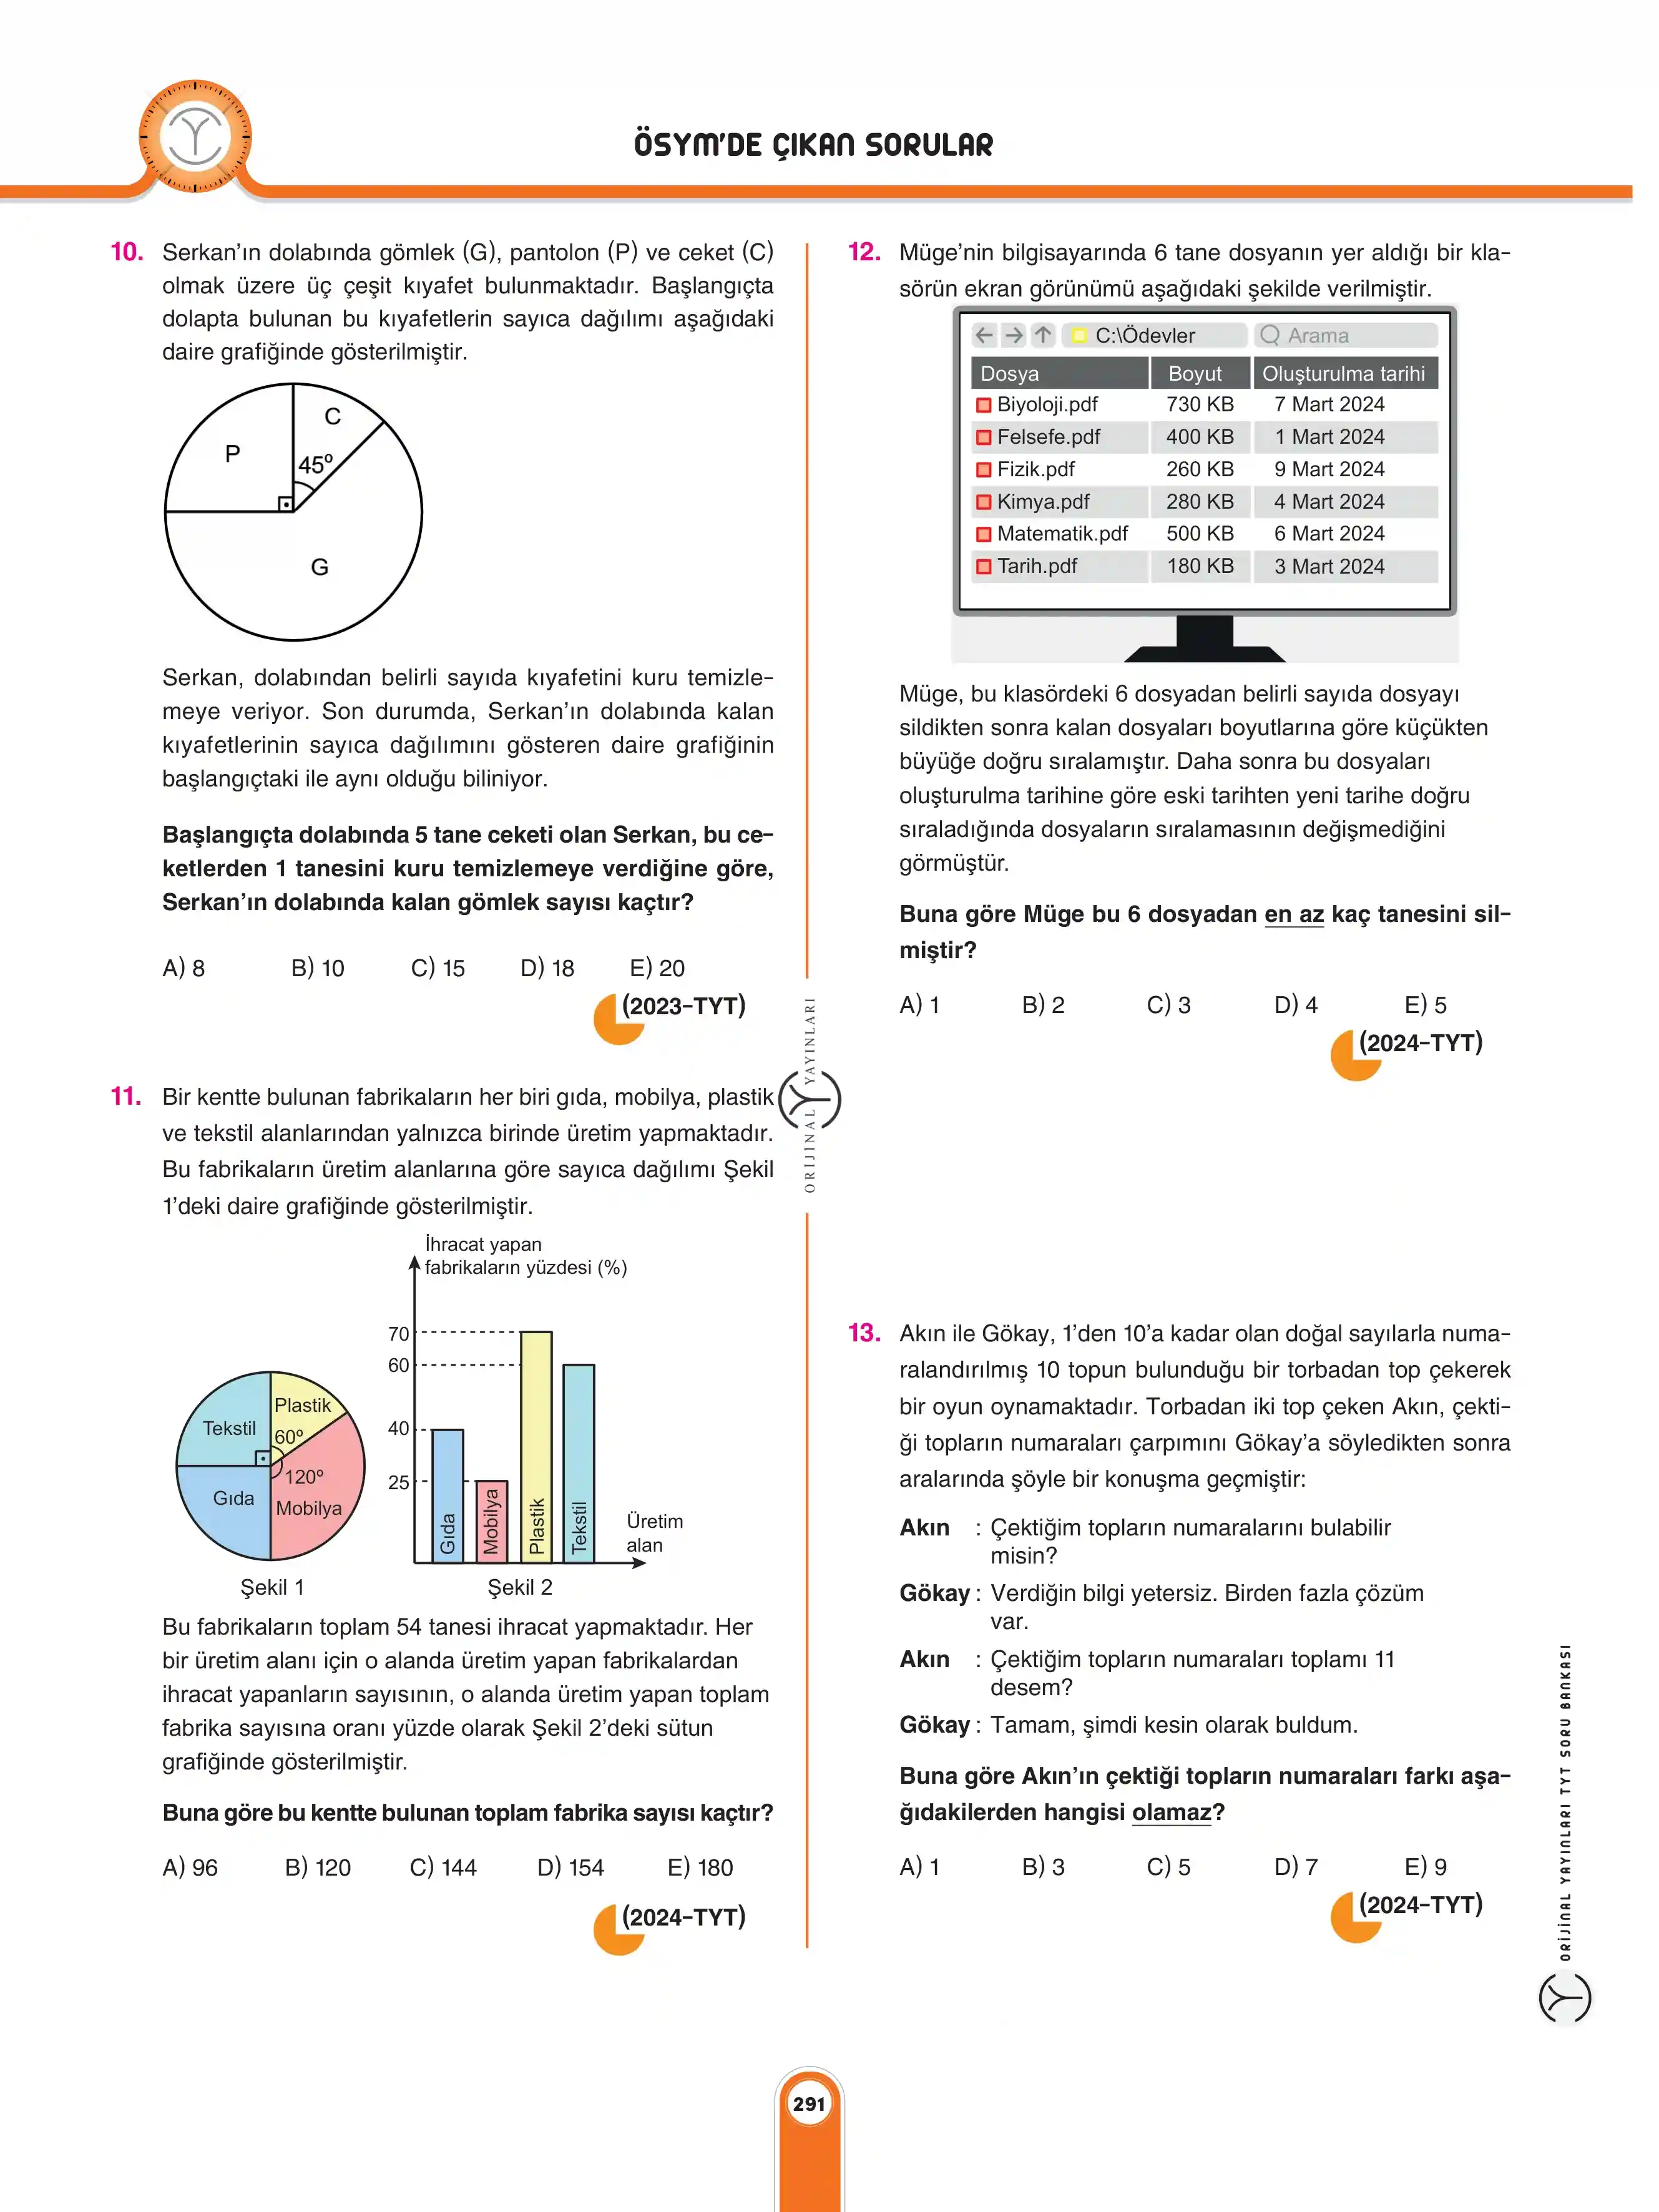 ÖSYM'DE ÇIKAN SORULAR
10. Serkan'ın dolabında gömlek (G), pantolon (P) ve ceket (C)
olmak üzere üç çeşit kıyafet bulunmaktadır. Başlangıçta
dolapta bulunan bu kıyafetlerin sayıca dağılımı aşağıdaki
daire grafiğinde gösterilmiştir.
C
P
45º
G
Serkan, dolabından belirli sayıda kıyafetini kuru temizle-
meye veriyor. Son durumda, Serkan'ın dolabında kalan
kıyafetlerinin sayıca dağılımını gösteren daire grafiğinin
başlangıçtaki ile aynı olduğu biliniyor.
Başlangıçta dolabında 5 tane ceketi olan Serkan, bu ce-
ketlerden 1 tanesini kuru temizlemeye verdiğine göre,
Serkan'ın dolabında kalan gömlek sayısı kaçtır?
A) 8 B) 10 C) 15 D) 18 E) 20
(2023-TYT)
11. Bir kentte bulunan fabrikaların her biri gıda, mobilya, plastik
ve tekstil alanlarından yalnızca birinde üretim yapmaktadır.
Bu fabrikaların üretim alanlarına göre sayıca dağılımı Şekil
1'deki daire grafiğinde gösterilmiştir.
İhracat yapan
fabrikaların yüzdesi (%)
70
60
40
25
Plastik
Tekstil
60º
120º
Gıda
Mobilya
Gıda
Mobilya
Plastik
Tekstil
Üretim
alan
Şekil 1
Şekil 2
Bu fabrikaların toplam 54 tanesi ihracat yapmaktadır. Her
bir üretim alanı için o alanda üretim yapan fabrikalardan
ihracat yapanların sayısının, o alanda üretim yapan toplam
fabrika sayısına oranı yüzde olarak Şekil 2'deki sütun
grafiğinde gösterilmiştir.
Buna göre bu kentte bulunan toplam fabrika sayısı kaçtır?
A) 96 B) 120 C) 144 D) 154 E) 180
(2024-TYT)
ORİJİNAL YAYINLARI
12. Müge'nin bilgisayarında 6 tane dosyanın yer aldığı bir kla-
sörün ekran görünümü aşağıdaki şekilde verilmiştir.
C:\Ödevler Arama
Dosya Boyut Oluşturulma tarihi
Biyoloji.pdf 730 KB 7 Mart 2024
Felsefe.pdf 400 KB 1 Mart 2024
Fizik.pdf 260 KB 9 Mart 2024
Kimya.pdf 280 KB 4 Mart 2024
Matematik.pdf 500 KB 6 Mart 2024
Tarih.pdf 180 KB 3 Mart 2024
Müge, bu klasördeki 6 dosyadan belirli sayıda dosyayı
sildikten sonra kalan dosyaları boyutlarına göre küçükten
büyüğe doğru sıralamıştır. Daha sonra bu dosyaları
oluşturulma tarihine göre eski tarihten yeni tarihe doğru
sıraladığında dosyaların sıralamasının değişmediğini
görmüştür.
Buna göre Müge bu 6 dosyadan en az kaç tanesini sil-
miştir?
A) 1 B) 2 C) 3 D) 4 E) 5
(2024-TYT)
13. Akın ile Gökay, 1'den 10'a kadar olan doğal sayılarla numa-
ralandırılmış 10 topun bulunduğu bir torbadan top çekerek
bir oyun oynamaktadır. Torbadan iki top çeken Akın, çekti-
ği topların numaraları çarpımını Gökay'a söyledikten sonra
aralarında şöyle bir konuşma geçmiştir:
Akın : Çektiğim topların numaralarını bulabilir
misin?
Gökay : Verdiğin bilgi yetersiz. Birden fazla çözüm
var.
Akın : Çektiğim topların numaraları toplamı 11
desem?
Gökay : Tamam, şimdi kesin olarak buldum.
Buna göre Akın'ın çektiği topların numaraları farkı aşa-
ğıdakilerden hangisi olamaz?
A) 1 B) 3 C) 5 D) 7 E) 9
(2024-TYT)
ORİJİNAL YAYINLARI TYT SORU BANKASI
291